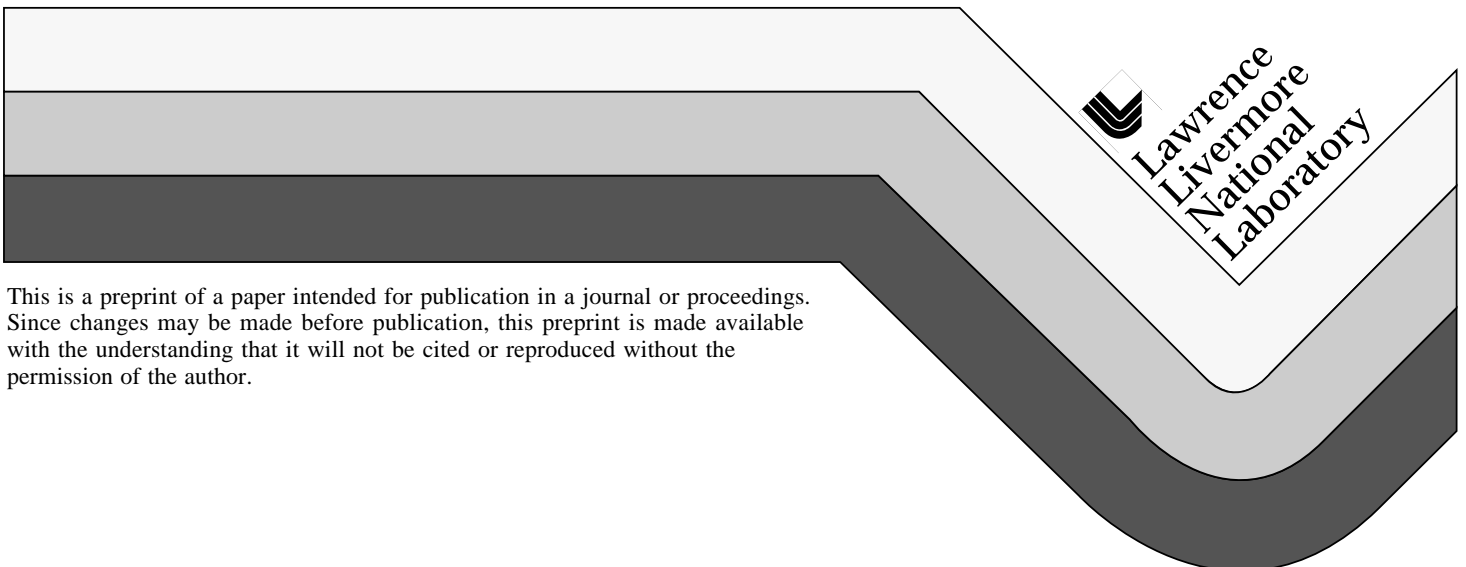 Lawrence
Livermore
National
Laboratory
This is a preprint of a paper intended for publication in a journal or proceedings.
Since changes may be made before publication, this preprint is made available
with the understanding that it will not be cited or reproduced without the
permission of the author.